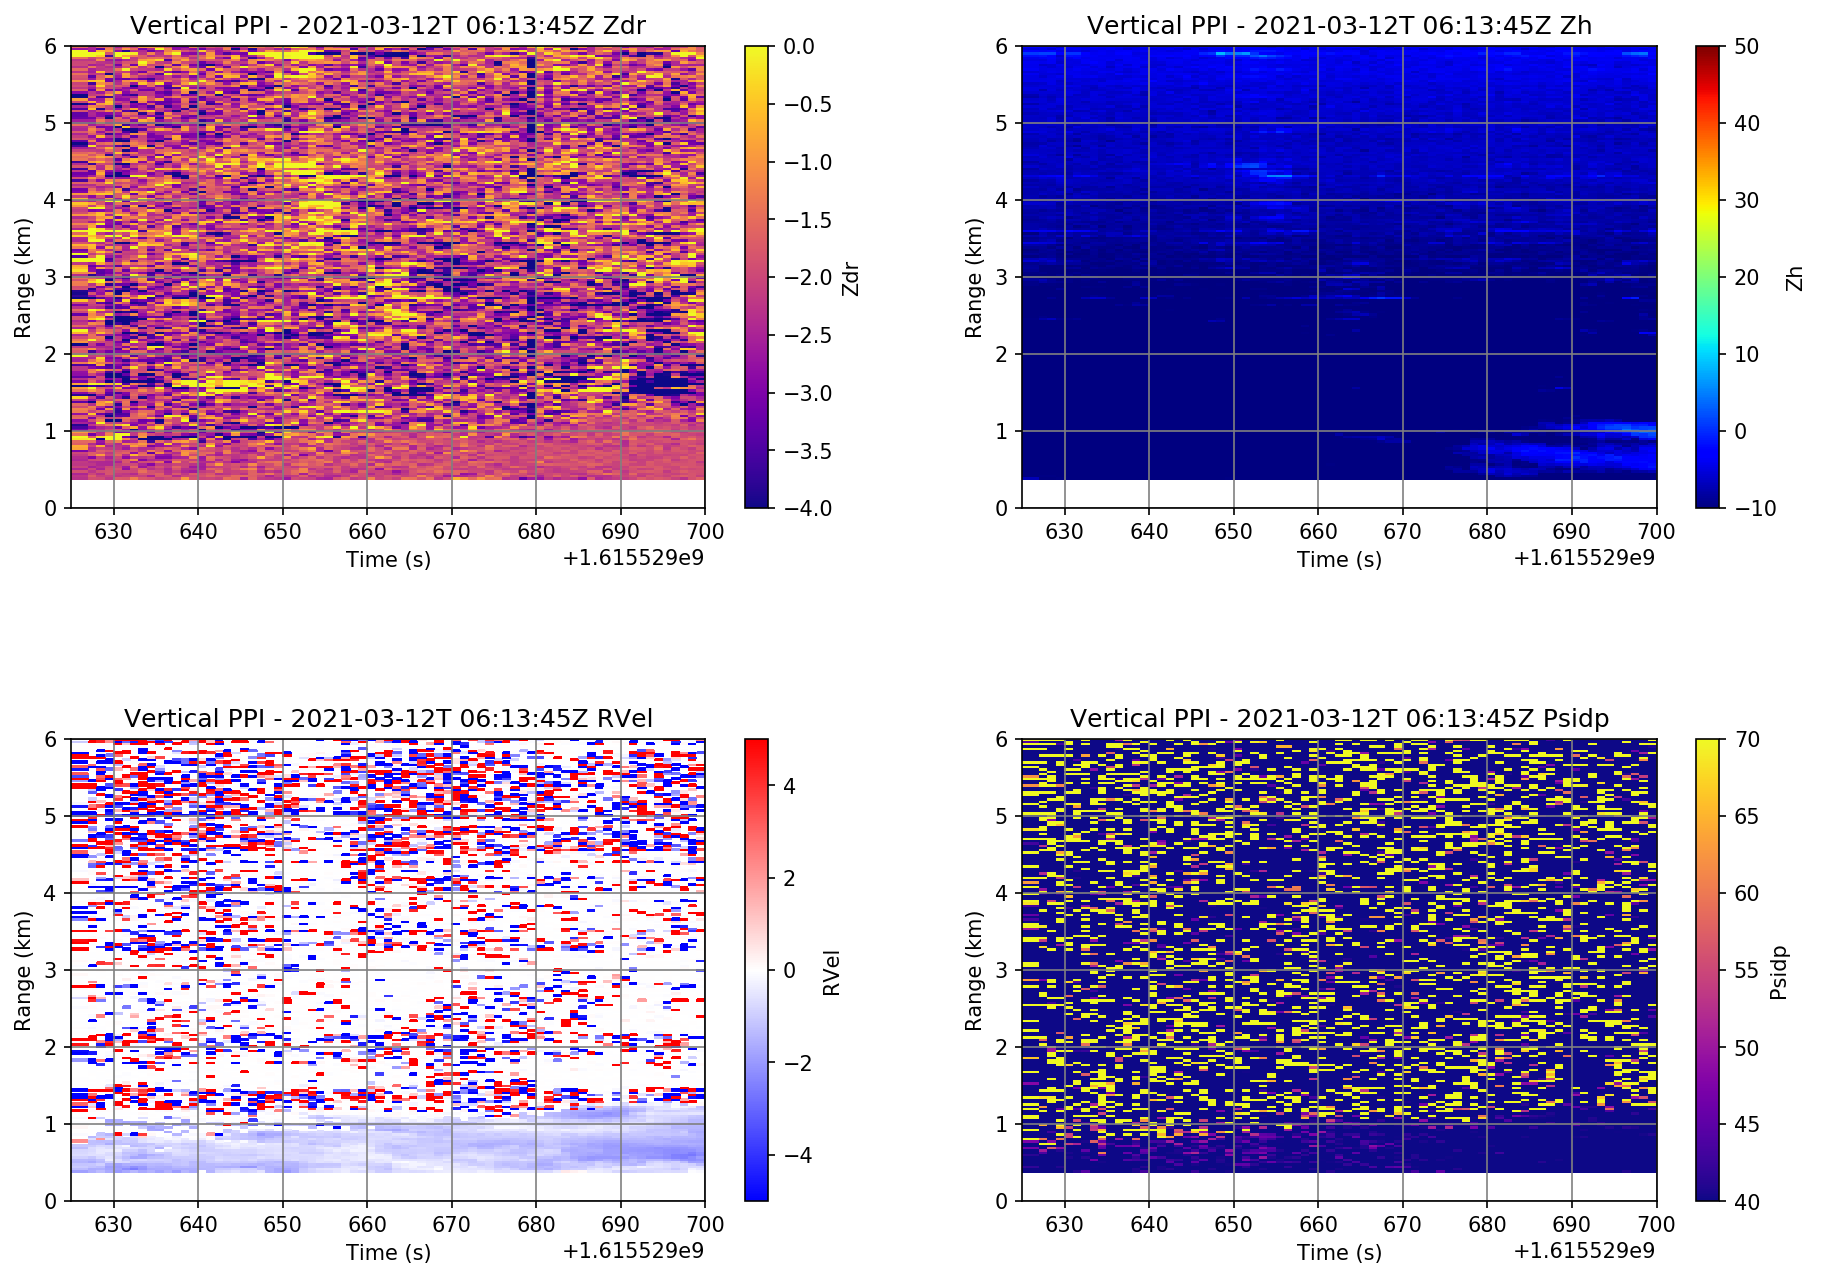 Vertical PPI - 2021-03-12T 06:13:45Z Zdr
6
5
4
3
2
1
0
Range (km)
630 640 650 660 670 680 690 700
Time (s)
+1.615529e9
0.0
−0.5
−1.0
−1.5
−2.0
−2.5
−3.0
−3.5
−4.0
Zdr
Vertical PPI - 2021-03-12T 06:13:45Z Zh
6
5
4
3
2
1
0
Range (km)
630 640 650 660 670 680 690 700
Time (s)
+1.615529e9
50
40
30
20
10
0
−10
Zh
Vertical PPI - 2021-03-12T 06:13:45Z RVel
6
5
4
3
2
1
0
Range (km)
630 640 650 660 670 680 690 700
Time (s)
+1.615529e9
4
2
0
−2
−4
RVel
Vertical PPI - 2021-03-12T 06:13:45Z Psidp
6
5
4
3
2
1
0
Range (km)
630 640 650 660 670 680 690 700
Time (s)
+1.615529e9
70
65
60
55
50
45
40
Psidp